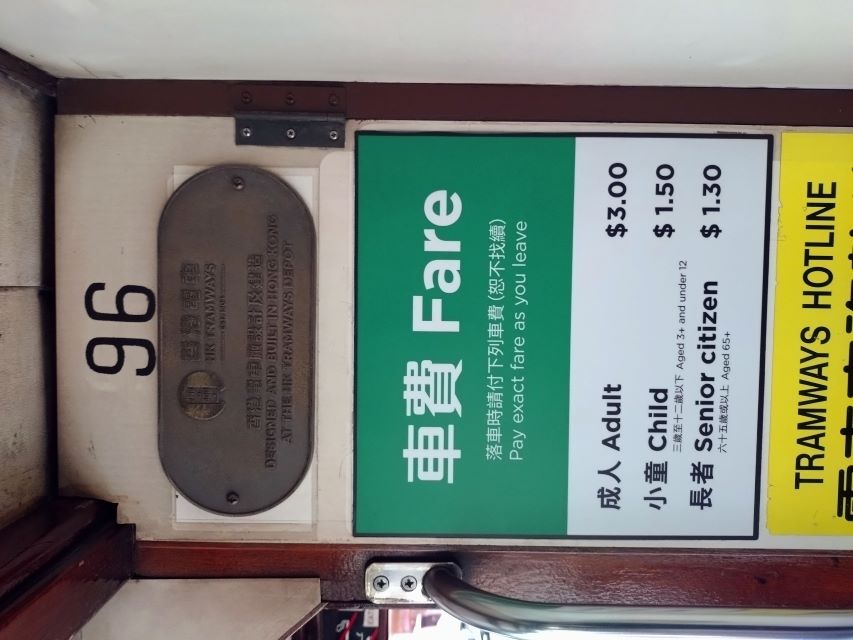 96
香港電車
HK TRAMWAYS
香港電車廠設計及建造
DESIGNED AND BUILT IN HONG KONG
AT THE HK TRAMWAYS DEPOT
車費 Fare
落車時請付下列車費 (恕不找續)
Pay exact fare as you leave
成人 Adult $3.00
小童 Child $1.50
三歲至十二歲以下 Aged 3+ and under 12
長者 Senior citizen $1.30
六十五歲或以上 Aged 65+
TRAMWAYS HOTLINE